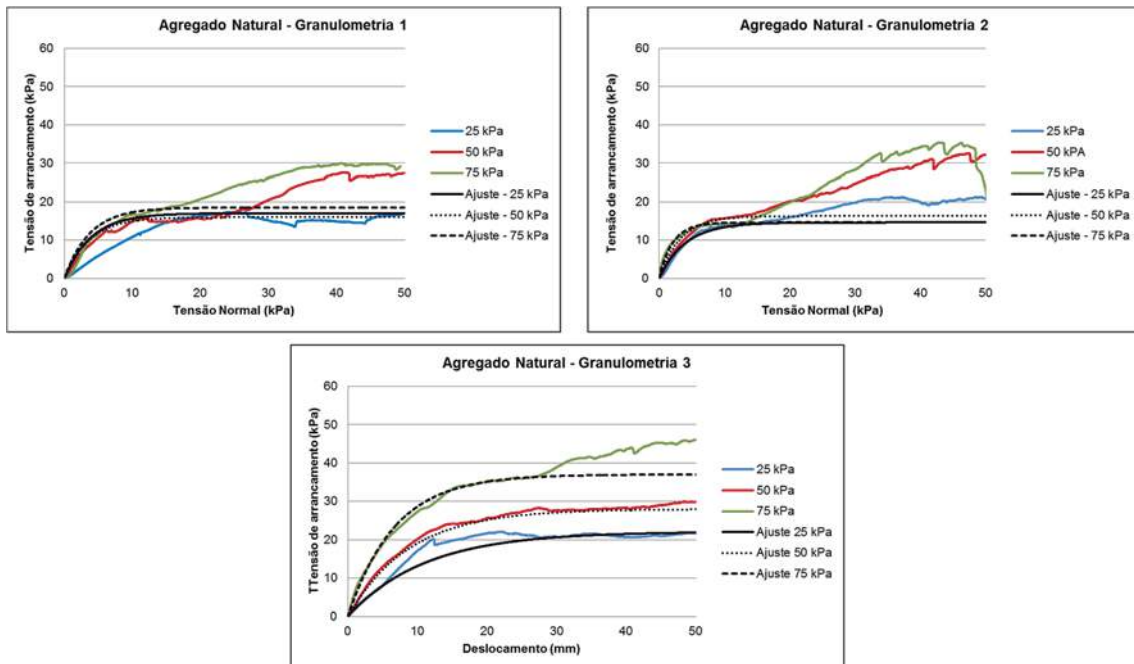 Agregado Natural - Granulometria 1
Tensão de arrancamento (kPa)
60
50
40
30
20
10
0
0 10 20 30 40 50
Tensão Normal (kPa)
25 kPa
50 kPa
75 kPa
Ajuste - 25 kPa
Ajuste - 50 kPa
Ajuste - 75 kPa
Agregado Natural - Granulometria 2
Tensão de arrancamento (kPa)
60
50
40
30
20
10
0
0 10 20 30 40 50
Tensão Normal (kPa)
25 kPa
50 kPA
75 kPa
Ajuste - 25 kPa
Ajuste - 50 kPa
Ajuste - 75 kPa
Agregado Natural - Granulometria 3
TTensão de arrancamento (kPa)
60
50
40
30
20
10
0
0 10 20 30 40 50
Deslocamento (mm)
25 kPa
50 kPa
75 kPa
Ajuste 25 kPa
Ajuste 50 kPa
Ajuste 75 kPa